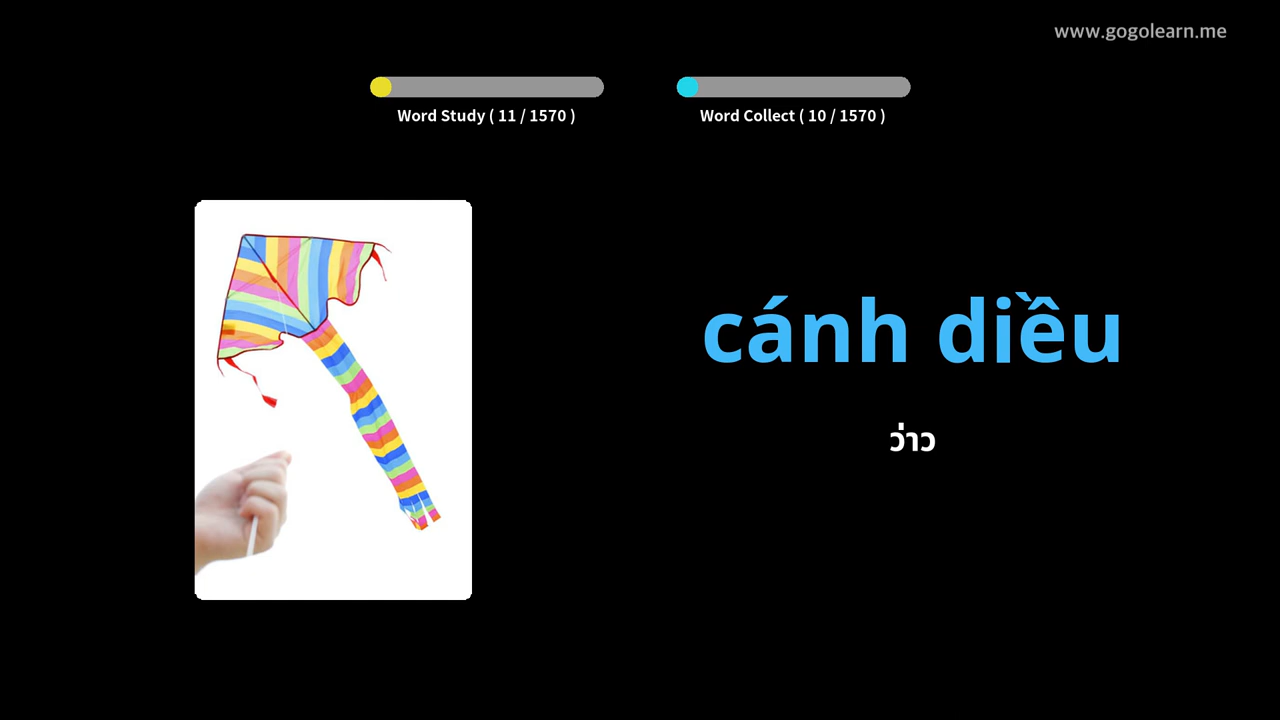 www.gogolearn.me
Word Study ( 11 / 1570 )
Word Collect ( 10 / 1570 )
cánh diều
ว่าว